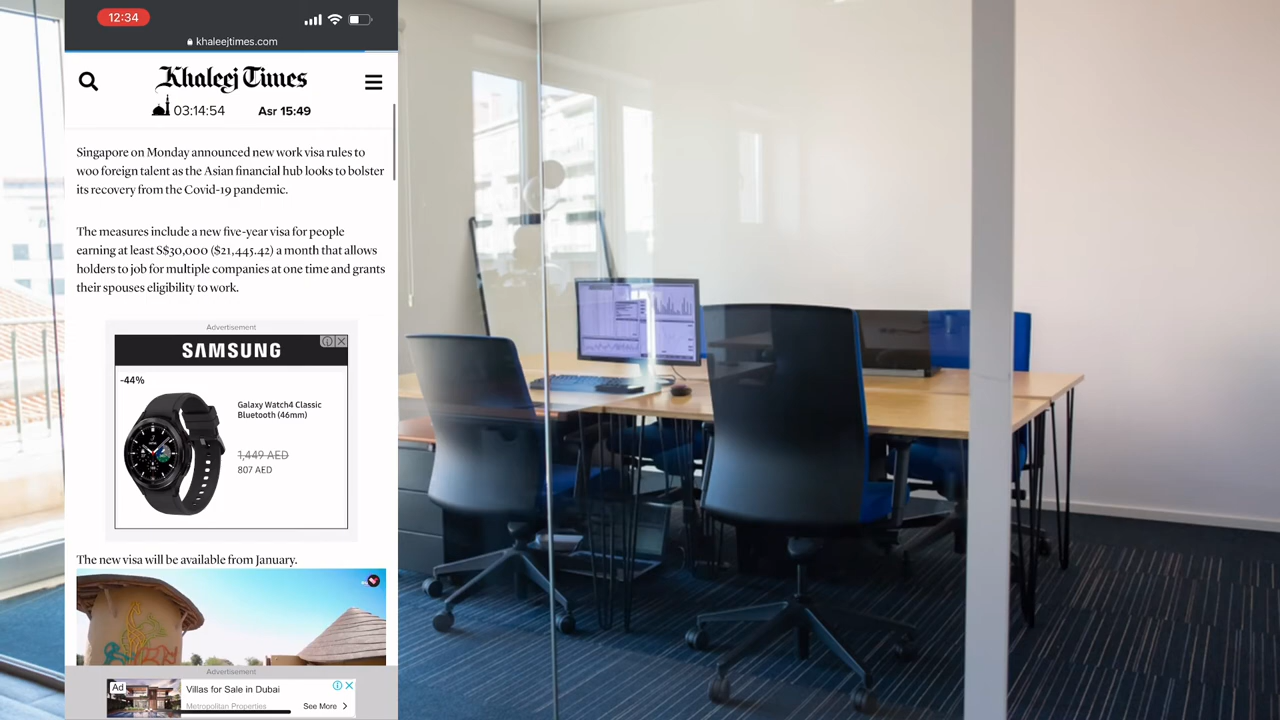 12:34
khaleejtimes.com
Khaleej Times
03:14:54 Asr 15:49
Singapore on Monday announced new work visa rules to
woo foreign talent as the Asian financial hub looks to bolster
its recovery from the Covid-19 pandemic.
The measures include a new five-year visa for people
earning at least S$30,000 ($21,445.42) a month that allows
holders to job for multiple companies at one time and grants
their spouses eligibility to work.
Advertisement
SAMSUNG
-44%
Galaxy Watch4 Classic
Bluetooth (46mm)
1,449 AED
807 AED
The new visa will be available from January.
Advertisement
Ad
Villas for Sale in Dubai
Metropolitan Properties
See More